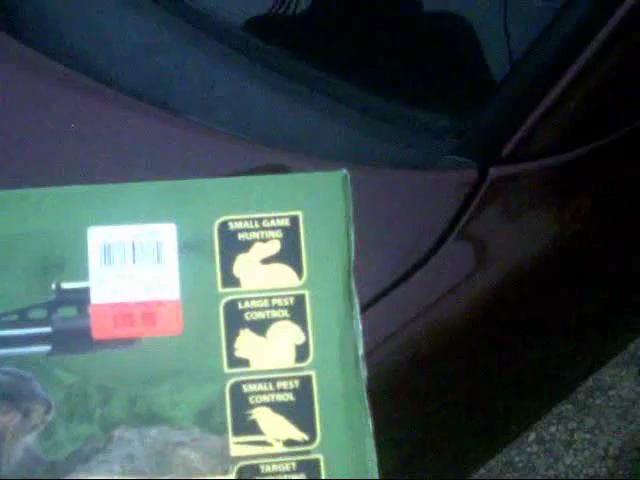 SMALL GAME
HUNTING
LARGE PEST
CONTROL
SMALL PEST
CONTROL
TARGET